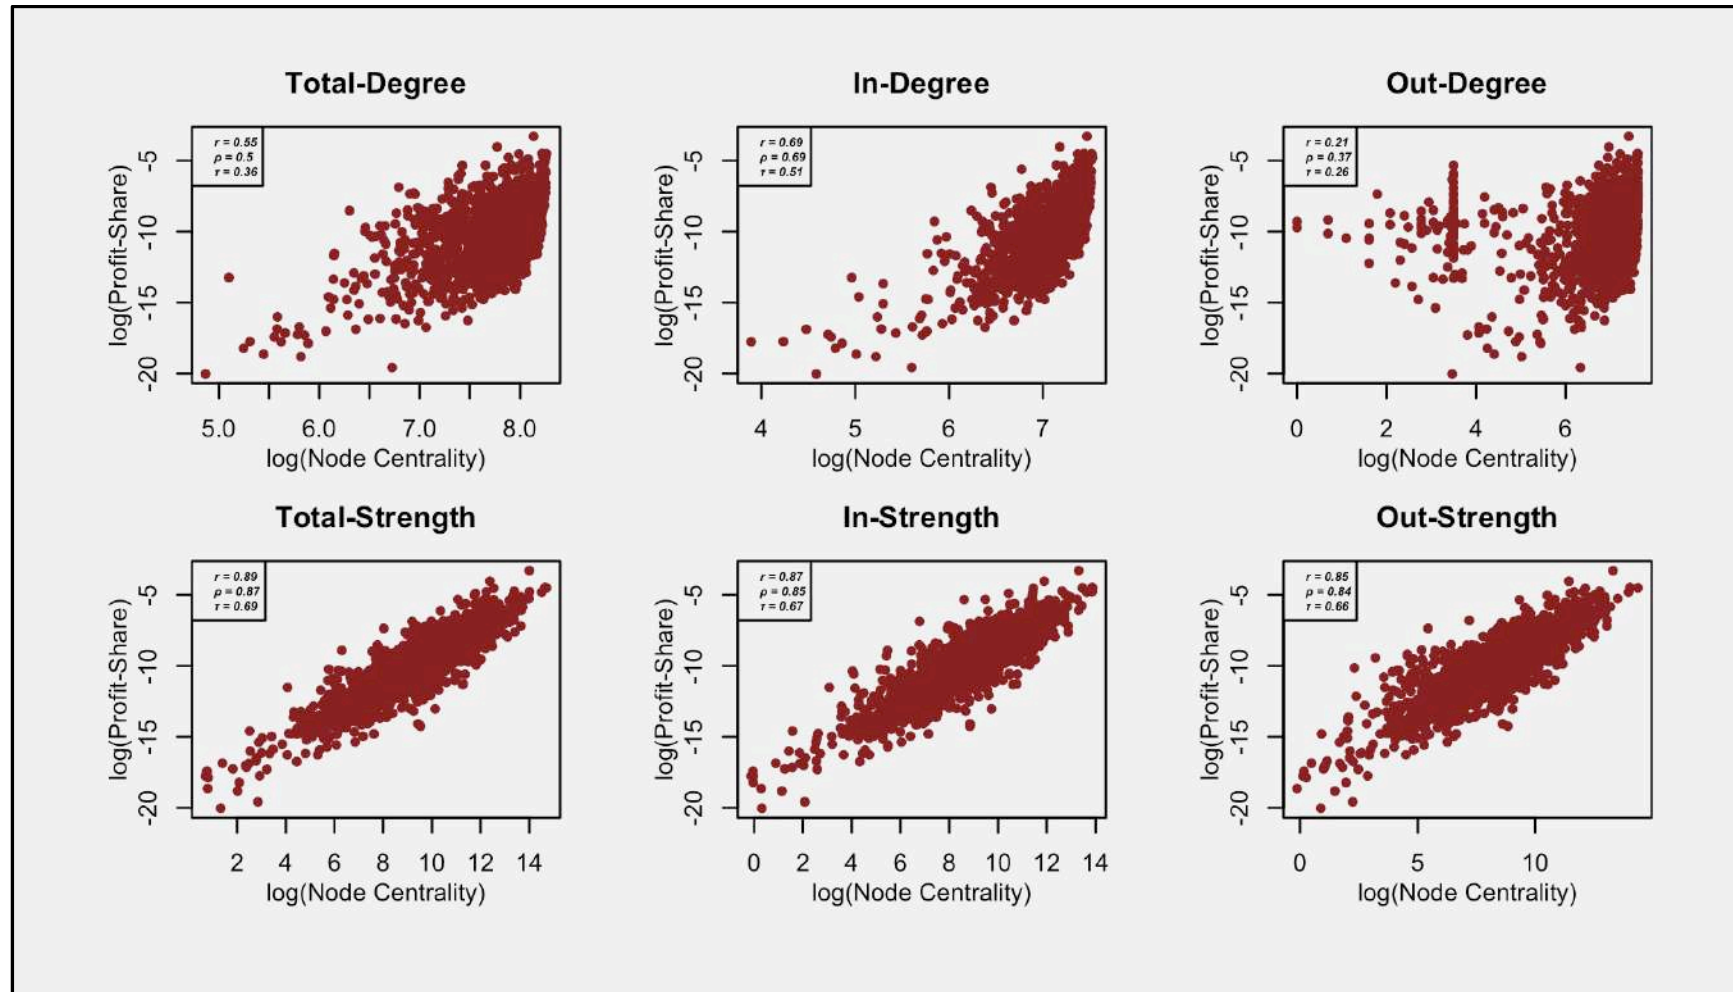 Total-Degree
r = 0.55
ρ = 0.5
τ = 0.36
log(Profit-Share)
-5
-10
-15
-20
5.0 6.0 7.0 8.0
log(Node Centrality)
In-Degree
r = 0.69
ρ = 0.69
τ = 0.51
log(Profit-Share)
-5
-10
-15
-20
4 5 6 7
log(Node Centrality)
Out-Degree
r = 0.21
ρ = 0.37
τ = 0.26
log(Profit-Share)
-5
-10
-15
-20
0 2 4 6
log(Node Centrality)
Total-Strength
r = 0.89
ρ = 0.87
τ = 0.69
log(Profit-Share)
-5
-10
-15
-20
2 4 6 8 10 12 14
log(Node Centrality)
In-Strength
r = 0.87
ρ = 0.85
τ = 0.67
log(Profit-Share)
-5
-10
-15
-20
0 2 4 6 8 10 12 14
log(Node Centrality)
Out-Strength
r = 0.85
ρ = 0.84
τ = 0.66
log(Profit-Share)
-5
-10
-15
-20
0 5 10
log(Node Centrality)